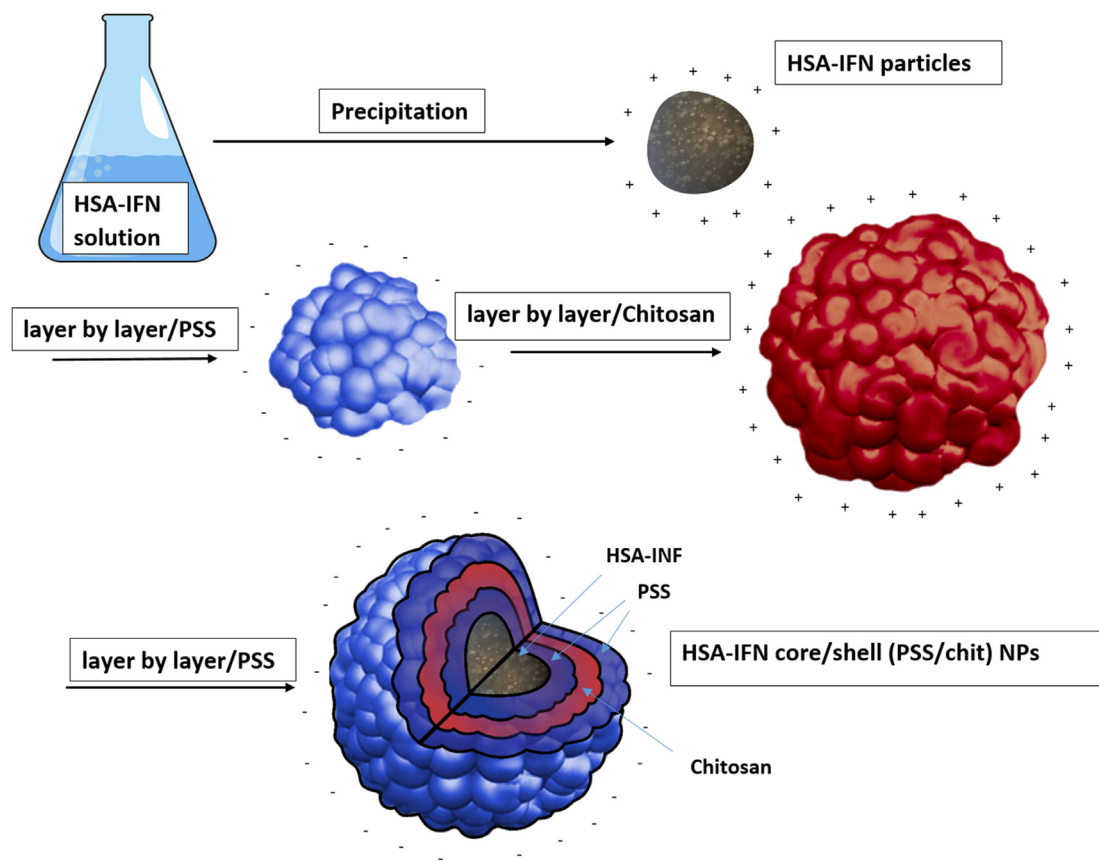 HSA-IFN particles
Precipitation
HSA-IFN
solution
layer by layer/PSS
layer by layer/Chitosan
HSA-INF
PSS
layer by layer/PSS
HSA-IFN core/shell (PSS/chit) NPs
Chitosan